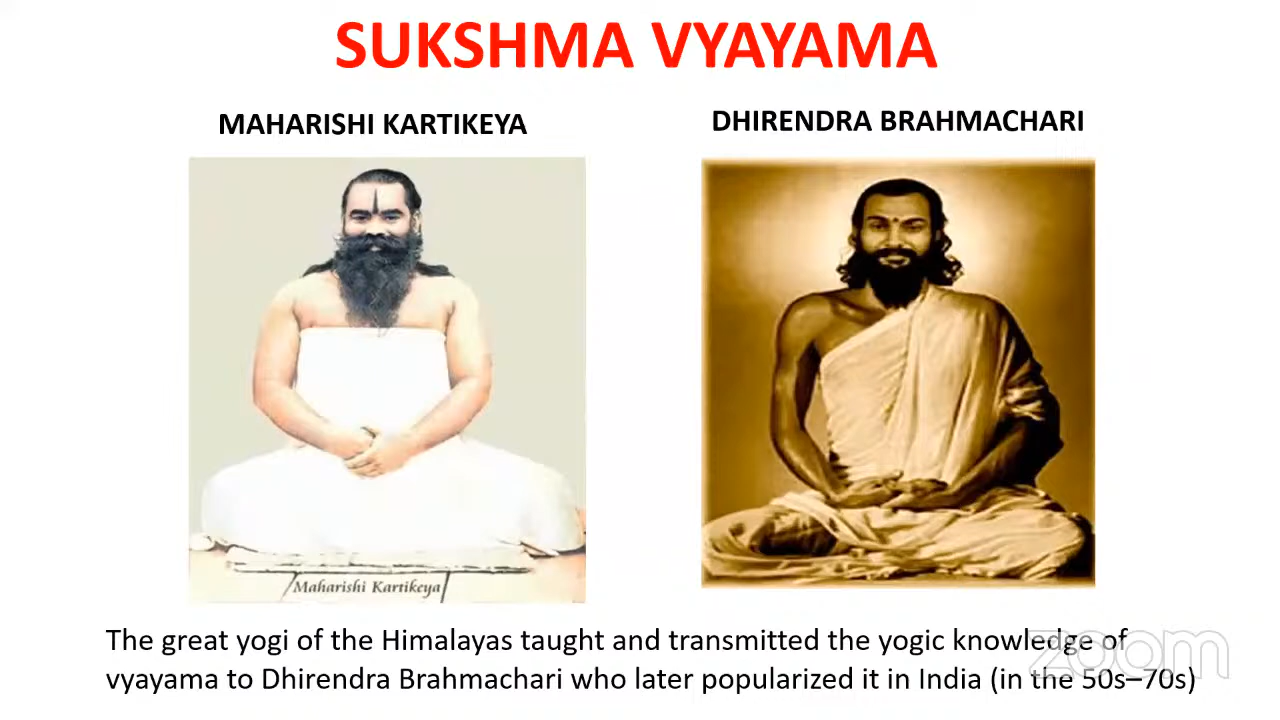 SUKSHMA VYAYAMA
MAHARISHI KARTIKEYA
DHIRENDRA BRAHMACHARI
Maharishi Kartikeya
The great yogi of the Himalayas taught and transmitted the yogic knowledge of
vyayama to Dhirendra Brahmachari who later popularized it in India (in the 50s–70s)
zoom